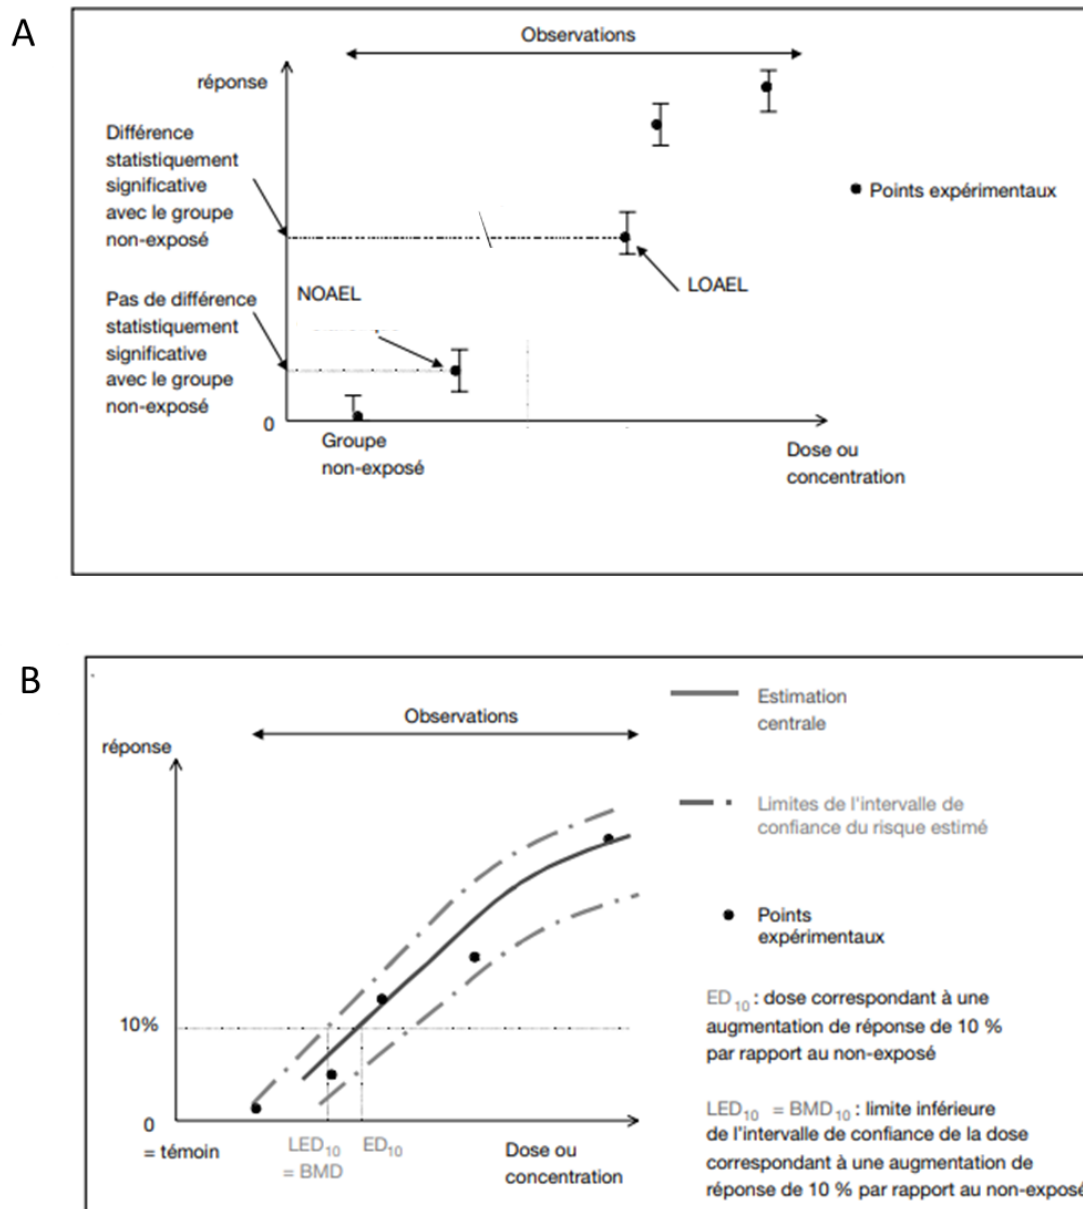 A
Observations
réponse
Différence
statistiquement
significative
avec le groupe
non-exposé
Points expérimentaux
LOAEL
NOAEL
Pas de différence
statistiquement
significative
avec le groupe
non-exposé
0
Groupe
non-exposé
Dose ou
concentration
B
Observations
réponse
Estimation
centrale
Limites de l'intervalle de
confiance du risque estimé
Points
expérimentaux
10%
0
= témoin
LED10
= BMD
ED10
Dose ou
concentration
ED10 : dose correspondant à une
augmentation de réponse de 10 %
par rapport au non-exposé
LED10 = BMD10 : limite inférieure
de l'intervalle de confiance de la dose
correspondant à une augmentation de
réponse de 10 % par rapport au non-exposé